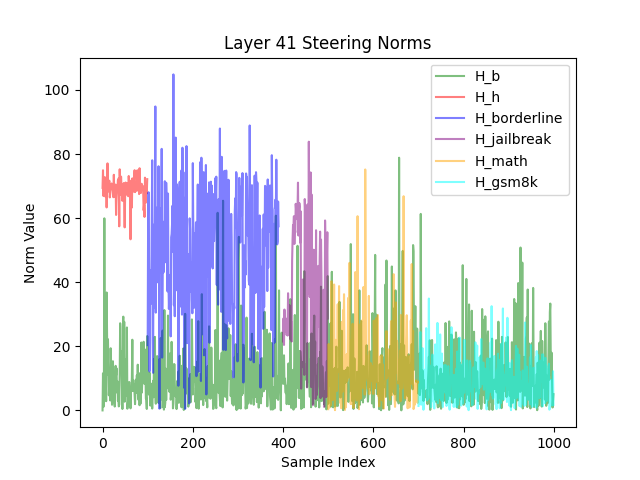 Layer 41 Steering Norms
H_b
H_h
H_borderline
H_jailbreak
H_math
H_gsm8k
Norm Value
100
80
60
40
20
0
0 200 400 600 800 1000
Sample Index